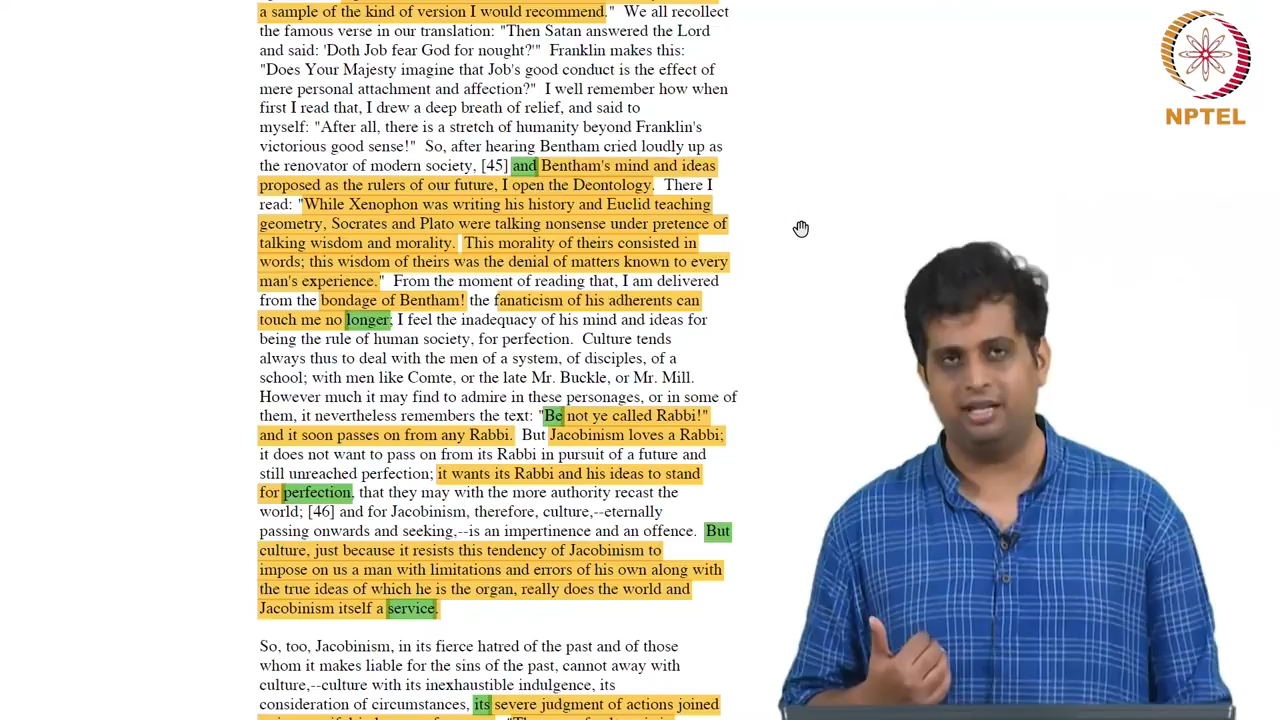 a sample of the kind of version I would recommend." We all recollect
the famous verse in our translation: "Then Satan answered the Lord
and said: 'Doth Job fear God for nought?'" Franklin makes this:
"Does Your Majesty imagine that Job's good conduct is the effect of
mere personal attachment and affection?" I well remember how when
first I read that, I drew a deep breath of relief, and said to
myself: "After all, there is a stretch of humanity beyond Franklin's
victorious good sense!" So, after hearing Bentham cried loudly up as
the renovator of modern society, [45] and Bentham's mind and ideas
proposed as the rulers of our future, I open the Deontology. There I
read: "While Xenophon was writing his history and Euclid teaching
geometry, Socrates and Plato were talking nonsense under pretence of
talking wisdom and morality. This morality of theirs consisted in
words; this wisdom of theirs was the denial of matters known to every
man's experience." From the moment of reading that, I am delivered
from the bondage of Bentham! the fanaticism of his adherents can
touch me no longer; I feel the inadequacy of his mind and ideas for
being the rule of human society, for perfection. Culture tends
always thus to deal with the men of a system, of disciples, of a
school; with men like Comte, or the late Mr. Buckle, or Mr. Mill.
However much it may find to admire in these personages, or in some of
them, it nevertheless remembers the text: "Be not ye called Rabbi!"
and it soon passes on from any Rabbi. But Jacobinism loves a Rabbi;
it does not want to pass on from its Rabbi in pursuit of a future and
still unreached perfection; it wants its Rabbi and his ideas to stand
for perfection, that they may with the more authority recast the
world; [46] and for Jacobinism, therefore, culture,--eternally
passing onwards and seeking,--is an impertinence and an offence. But
culture, just because it resists this tendency of Jacobinism to
impose on us a man with limitations and errors of his own along with
the true ideas of which he is the organ, really does the world and
Jacobinism itself a service.
So, too, Jacobinism, in its fierce hatred of the past and of those
whom it makes liable for the sins of the past, cannot away with
culture,--culture with its inexhaustible indulgence, its
consideration of circumstances, its severe judgment of actions joined
NPTEL